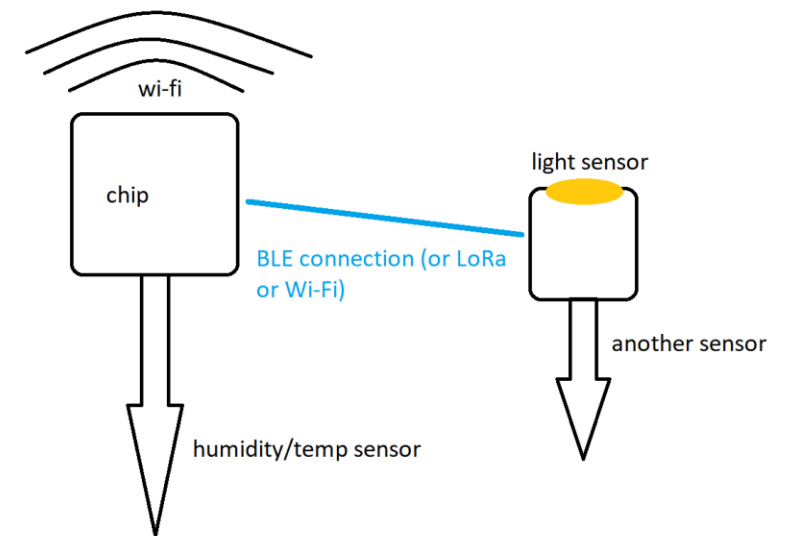 wi-fi
chip
light sensor
BLE connection (or LoRa
or Wi-Fi)
another sensor
humidity/temp sensor